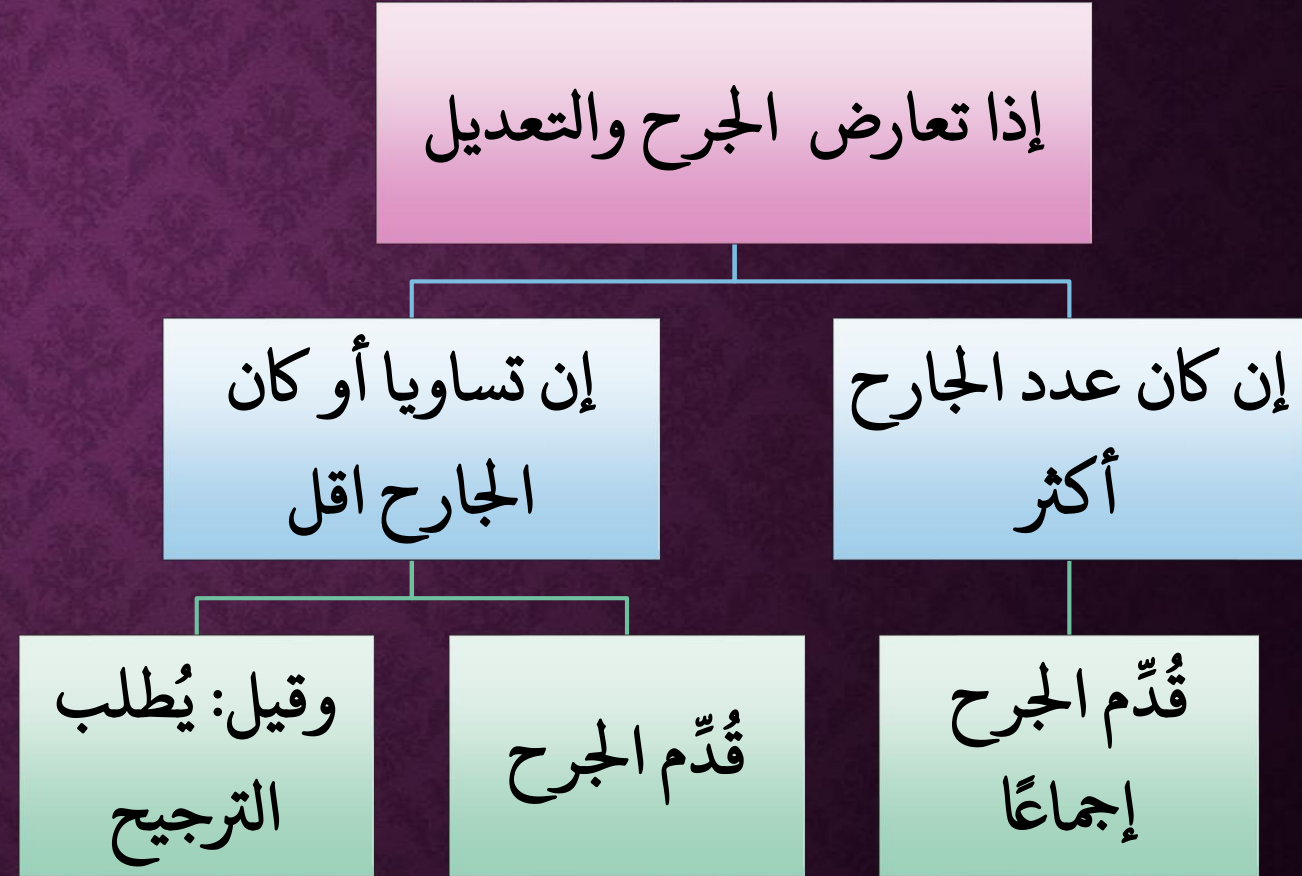 إذا تعارض الجرح والتعديل
إن كان عدد الجارح
أكثر
إن تساويا أو كان
الجارح اقل
قُدِّم الجرح
إجماعًا
قُدِّم الجرح
وقيل: يُطلب
الترجيح